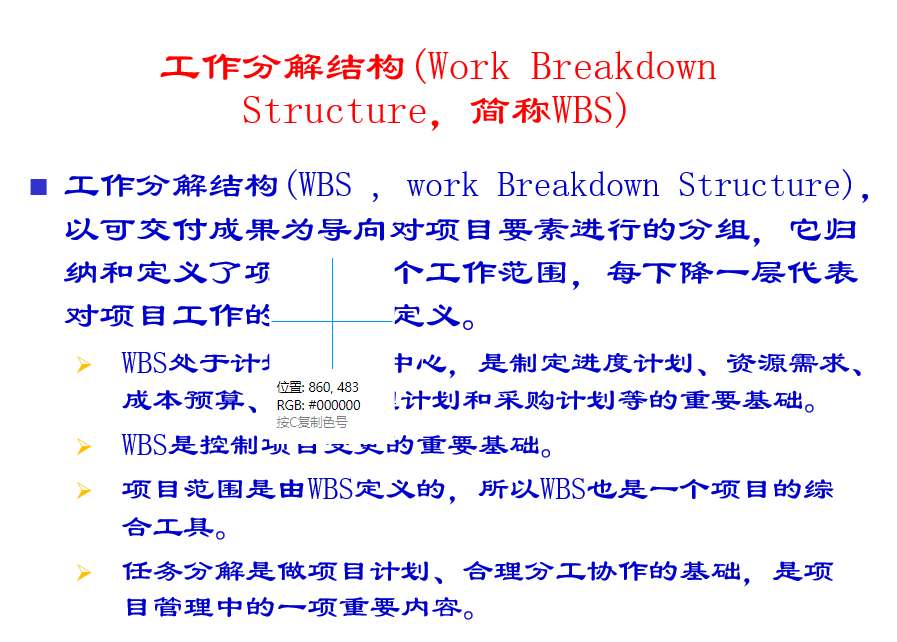 工作分解结构(Work Breakdown
Structure，简称WBS)
工作分解结构(WBS , work Breakdown Structure)，
以可交付成果为导向对项目要素进行的分组，它归
纳和定义了项 个工作范围，每下降一层代表
对项目工作的 定义。
WBS处于计 中心，是制定进度计划、资源需求、
成本预算、 计划和采购计划等的重要基础。
WBS是控制项目变更的重要基础。
项目范围是由WBS定义的，所以WBS也是一个项目的综
合工具。
任务分解是做项目计划、合理分工协作的基础，是项
目管理中的一项重要内容。
位置: 860, 483
RGB: #000000
按C复制色号